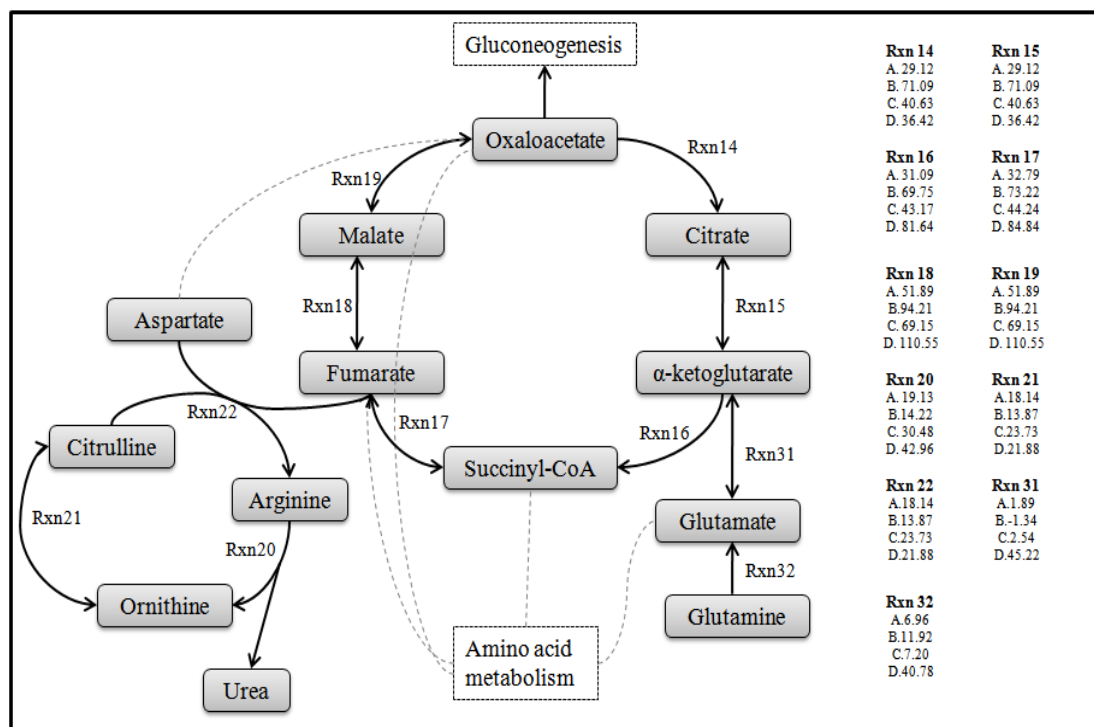 Gluconeogenesis
Oxaloacetate
Rxn14
Rxn19
Malate
Citrate
Rxn18
Rxn15
Aspartate
Fumarate
α-ketoglutarate
Rxn22
Rxn17
Rxn16
Citrulline
Succinyl-CoA
Rxn31
Arginine
Glutamate
Rxn21
Rxn20
Rxn32
Ornithine
Glutamine
Amino acid
metabolism
Urea
Rxn 14
A. 29.12
B. 71.09
C. 40.63
D. 36.42
Rxn 15
A. 29.12
B. 71.09
C. 40.63
D. 36.42
Rxn 16
A. 31.09
B. 69.75
C. 43.17
D. 81.64
Rxn 17
A. 32.79
B. 73.22
C. 44.24
D. 84.84
Rxn 18
A. 51.89
B.94.21
C. 69.15
D. 110.55
Rxn 19
A. 51.89
B.94.21
C. 69.15
D. 110.55
Rxn 20
A. 19.13
B.14.22
C. 30.48
D. 42.96
Rxn 21
A.18.14
B.13.87
C.23.73
D.21.88
Rxn 22
A.18.14
B.13.87
C.23.73
D.21.88
Rxn 31
A.1.89
B.-1.34
C.2.54
D.45.22
Rxn 32
A.6.96
B.11.92
C.7.20
D.40.78